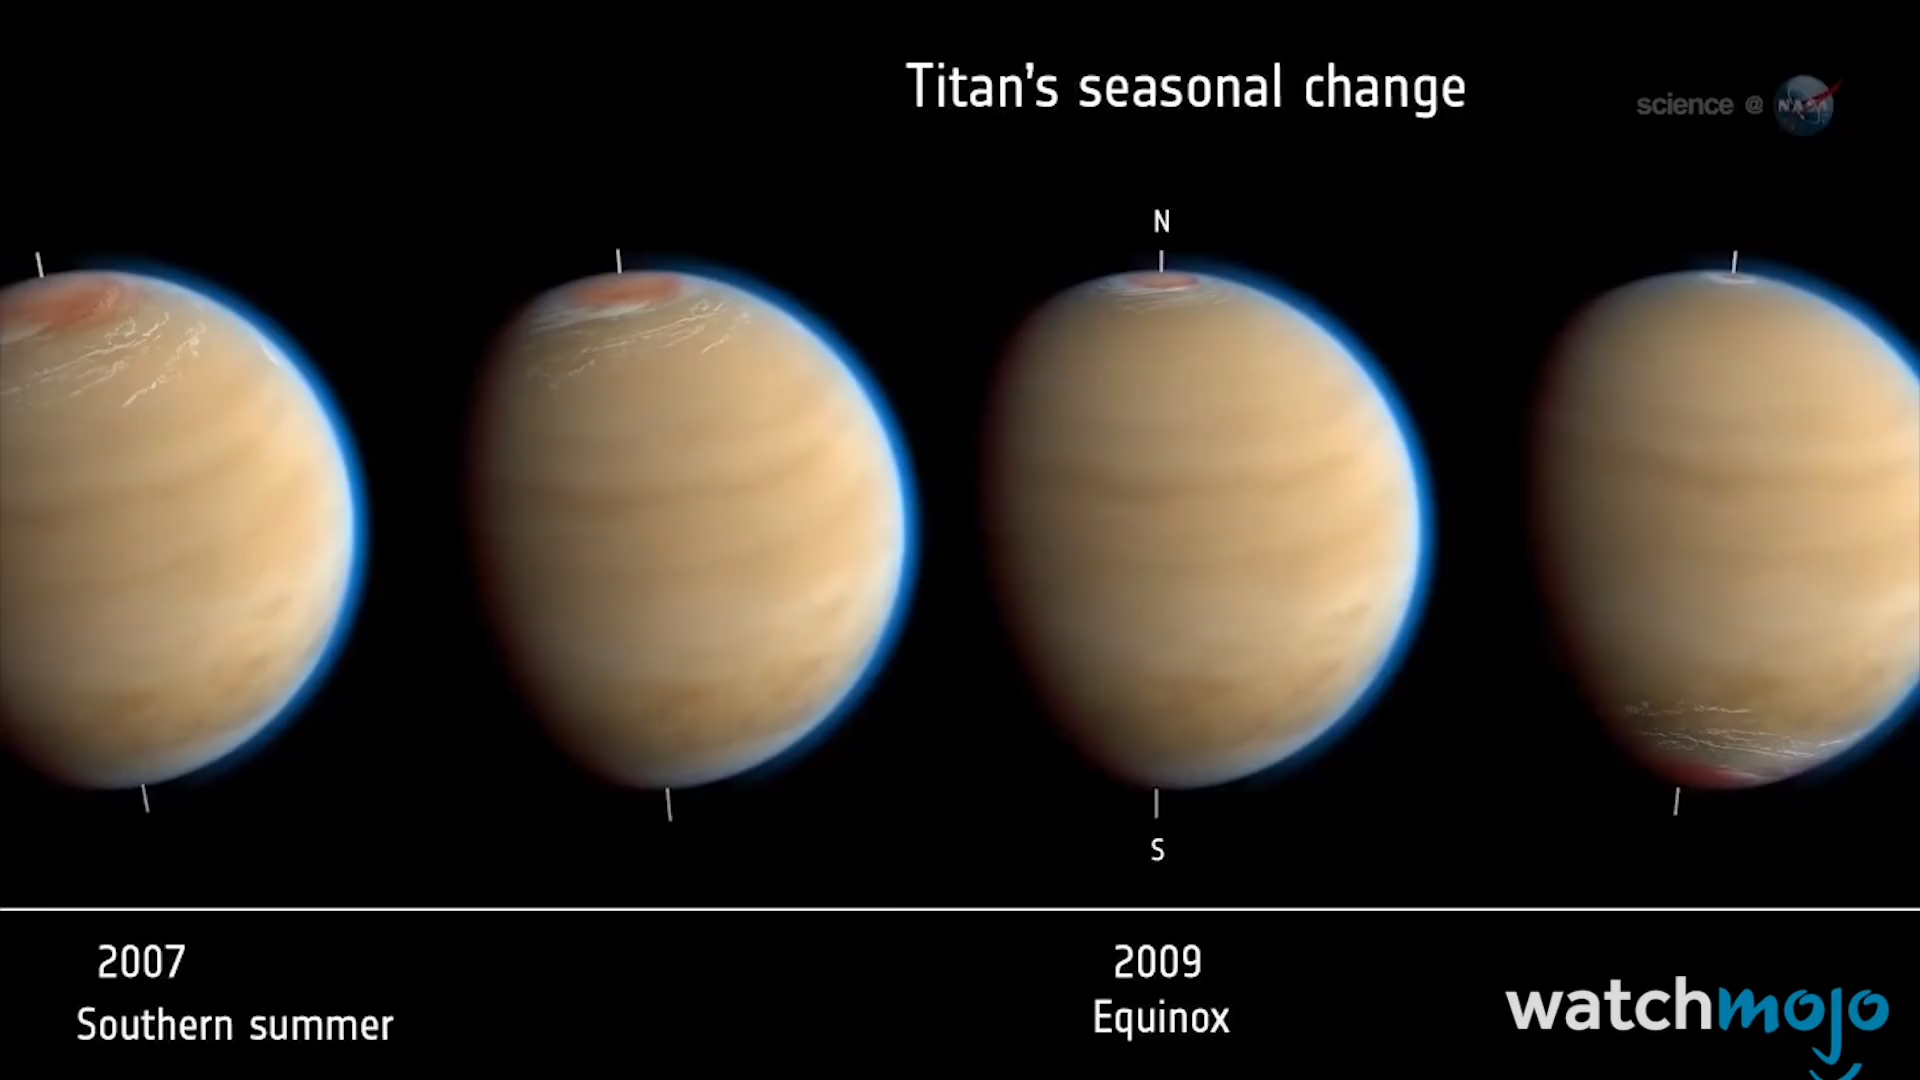 Titan's seasonal change
science @ NASA
N
S
2007
Southern summer
2009
Equinox
watchmojo